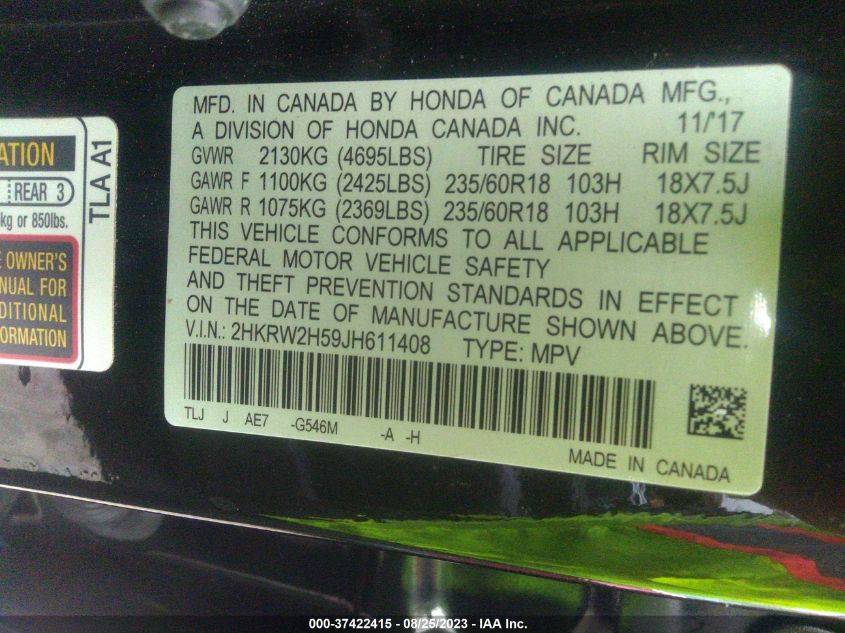 ATION
REAR 3
kg or 850lbs.
E OWNER'S
NUAL FOR
DITIONAL
FORMATION
TLA A1
MFD. IN CANADA BY HONDA OF CANADA MFG.,
A DIVISION OF HONDA CANADA INC. 11/'17
GVWR 2130KG (4695LBS) TIRE SIZE RIM SIZE
GAWR F 1100KG (2425LBS) 235/60R18 103H 18X7.5J
GAWR R 1075KG (2369LBS) 235/60R18 103H 18X7.5J
THIS VEHICLE CONFORMS TO ALL APPLICABLE
FEDERAL MOTOR VEHICLE SAFETY
AND THEFT PREVENTION STANDARDS IN EFFECT
ON THE DATE OF MANUFACTURE SHOWN ABOVE.
V.I.N.: 2HKRW2H59JH611408 TYPE: MPV
TLJ J AE7 -G546M -A -H
MADE IN CANADA
000-37422415 - 08/25/2023 - IAA Inc.